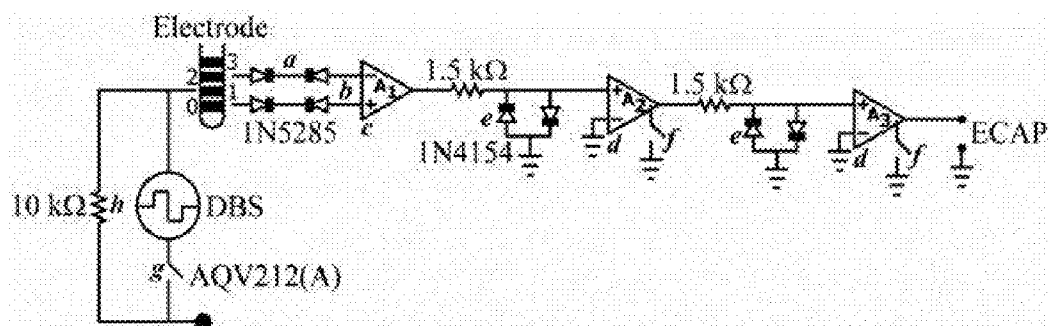 Electrode
3
2
1
0
a
b
c
A1
1N5285
1.5 kΩ
e
1N4154
A2
d
f
1.5 kΩ
e
A3
d
f
ECAP
10 kΩ
h
DBS
g
AQV212(A)